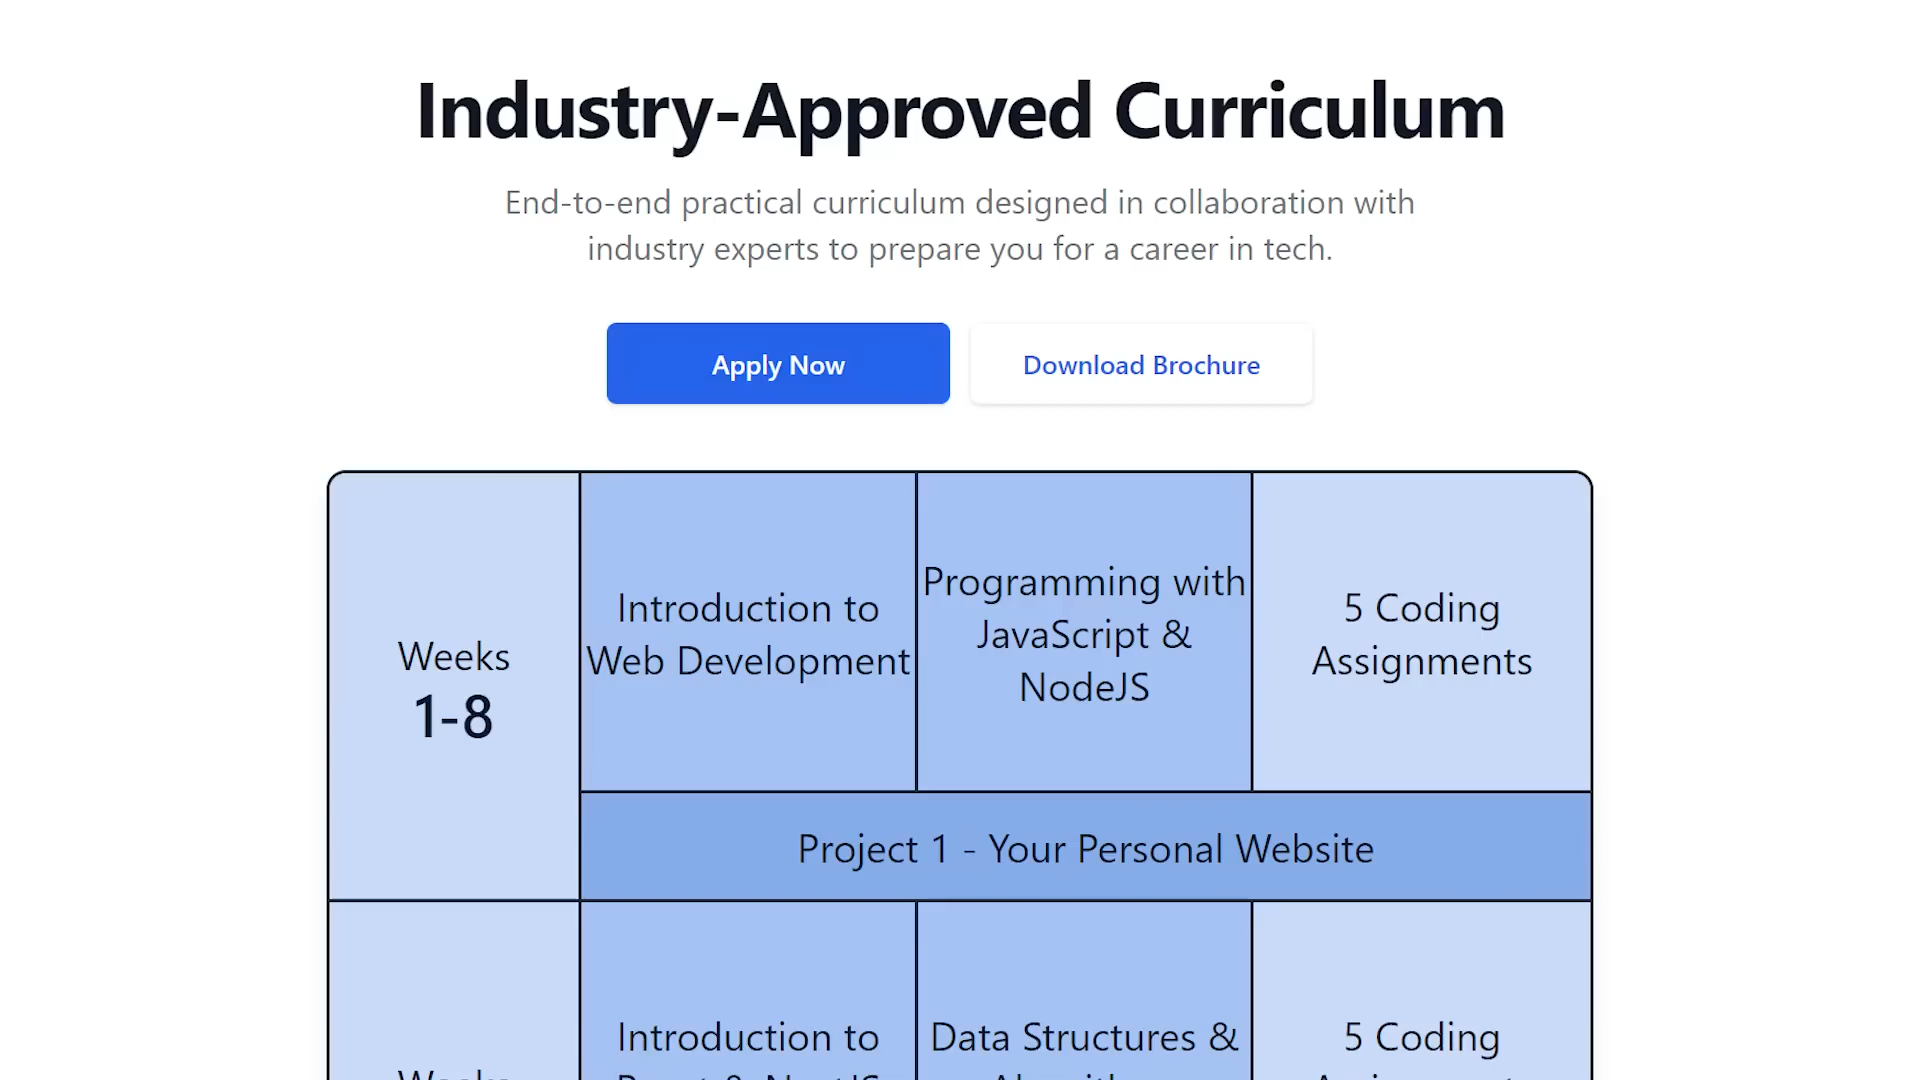 Industry-Approved Curriculum
End-to-end practical curriculum designed in collaboration with
industry experts to prepare you for a career in tech.
Apply Now
Download Brochure
Weeks
1-8
Introduction to
Web Development
Programming with
JavaScript &
NodeJS
5 Coding
Assignments
Project 1 - Your Personal Website
Introduction to
Data Structures &
5 Coding